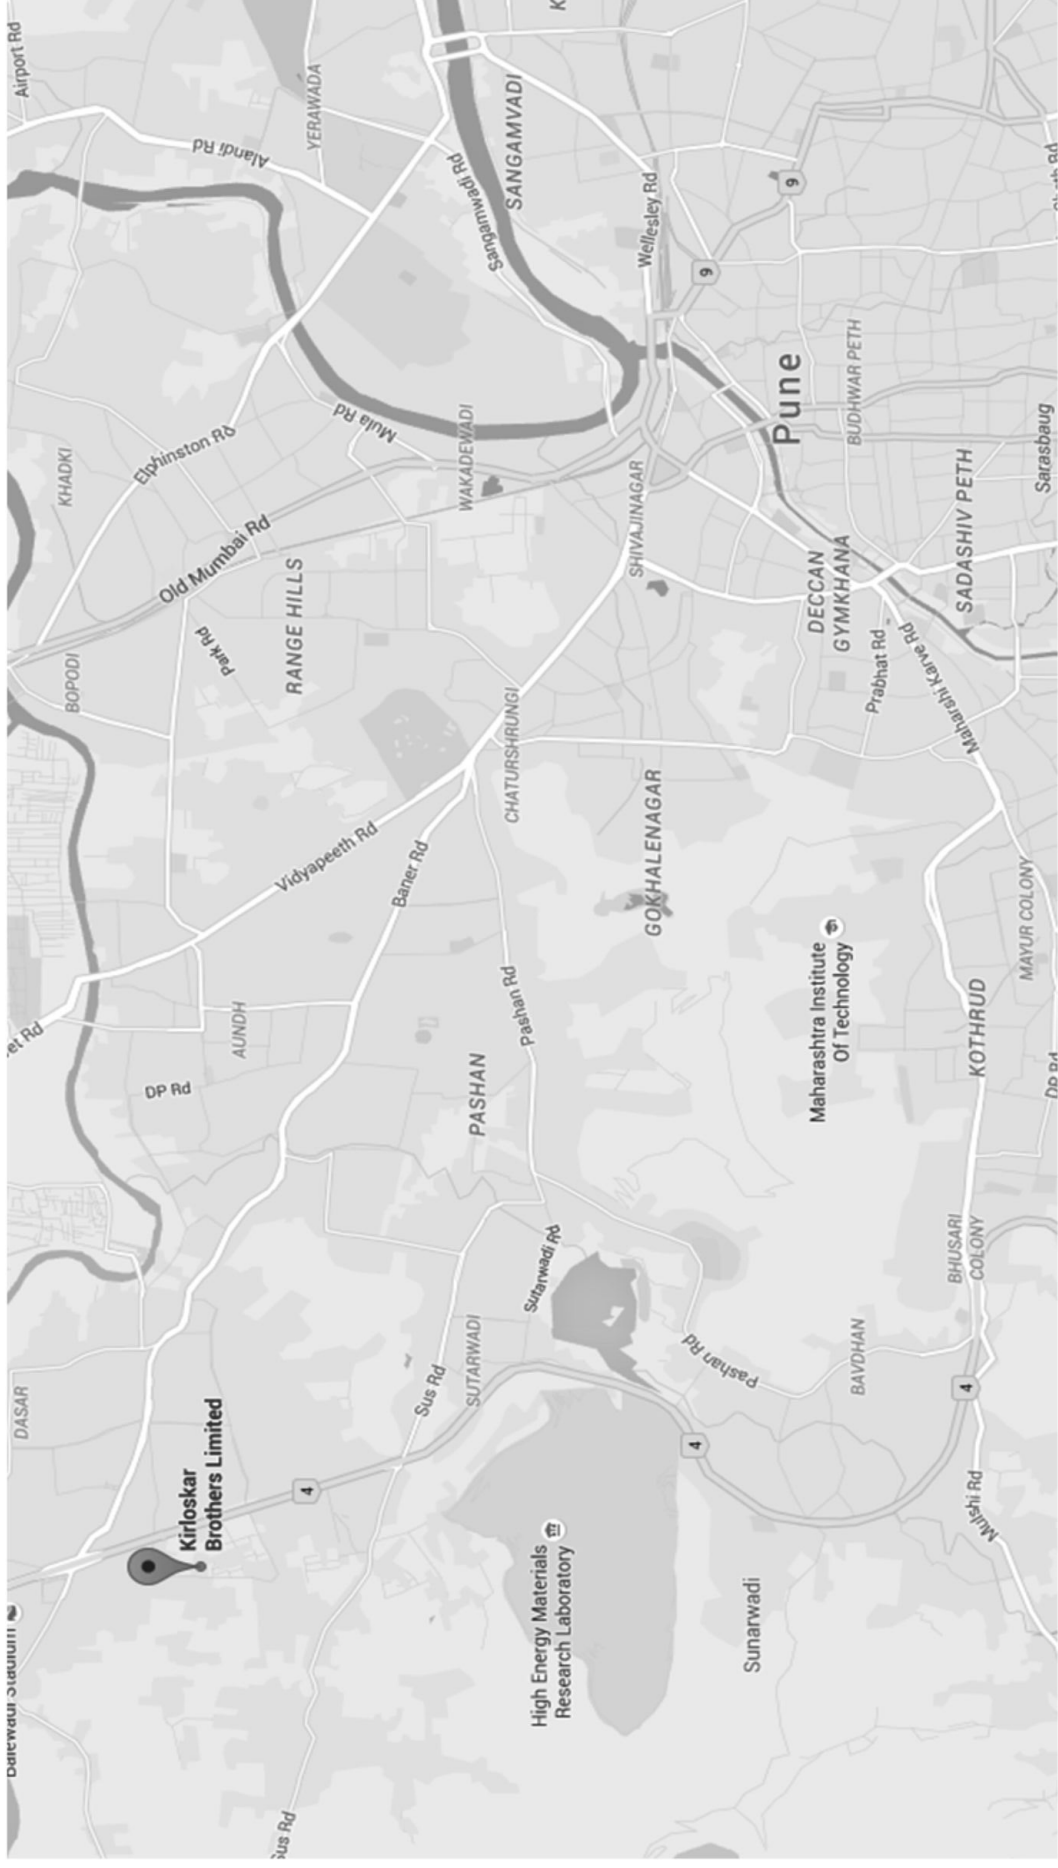 Airport Rd
DASAR
et Rd
KHADKI
BOPODI
Kirloskar
Brothers Limited
DP Rd
AUNDH
Park Rd
Old Mumbai Rd
Elphinston Rd
Alandi Rd
YERAWADA
4
RANGE HILLS
Vidyapeeth Rd
Mula Rd
Baner Rd
Sus Rd
SUTARWADI
PASHAN
WAKADEWADI
Sangamwadi Rd
SANGAMVADI
CHATURSHRUNGI
Pashan Rd
Sutarwadi Rd
High Energy Materials
Research Laboratory
SHIVAJINAGAR
Wellesley Rd
GOKHALENAGAR
4
Pashan Rd
9
9
Sunarwadi
Pune
Maharashtra Institute
Of Technology
DECCAN
GYMKHANA
BUDHWAR PETH
BAVDHAN
Prabhat Rd
Maharshi Karve Rd
4
BHUSARI
COLONY
KOTHRUD
SADASHIV PETH
Mulshi Rd
MAYUR COLONY
Sarasbaug
DP Rd